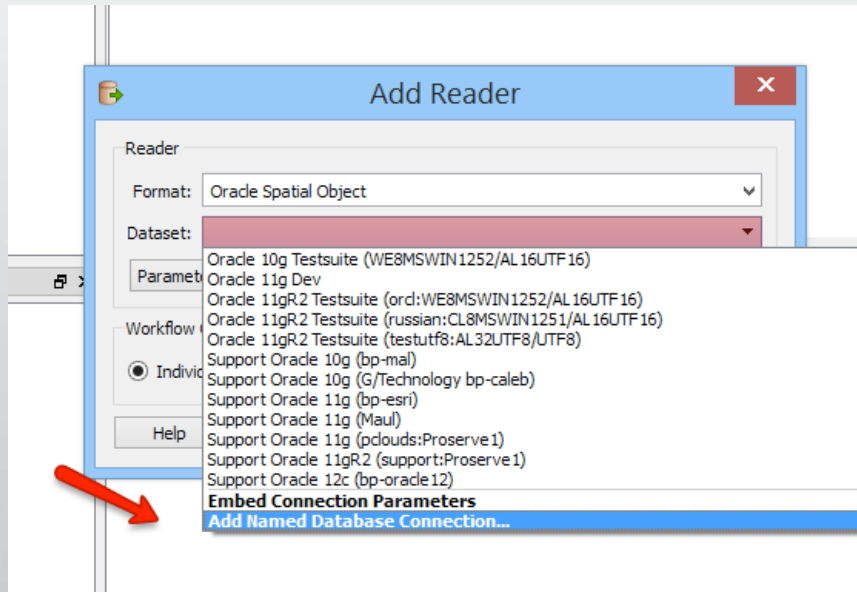 Add Reader
Reader
Format: Oracle Spatial Object
Dataset:
Oracle 10g Testsuite (WE8MSWIN1252/AL16UTF16)
Oracle 11g Dev
Oracle 11gR2 Testsuite (orcl:WE8MSWIN1252/AL16UTF16)
Oracle 11gR2 Testsuite (russian:CL8MSWIN1251/AL16UTF16)
Oracle 11gR2 Testsuite (testutf8:AL32UTF8/UTF8)
Support Oracle 10g (bp-mal)
Support Oracle 10g (G/Technology bp-caleb)
Support Oracle 11g (bp-esri)
Support Oracle 11g (Maul)
Support Oracle 11g (pclouds:Proserve1)
Support Oracle 11gR2 (support:Proserve1)
Support Oracle 12c (bp-oracle12)
Embed Connection Parameters
Add Named Database Connection...
Workflow
Help